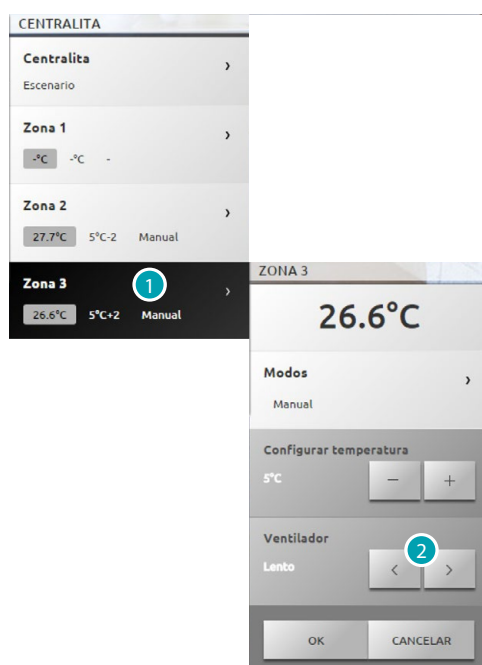 CENTRALITA
Centralita
Escenario
Zona 1
-°C -°C -
Zona 2
27.7°C 5°C-2 Manual
Zona 3
1
26.6°C 5°C+2 Manual
ZONA 3
26.6°C
Modos
Manual
Configurar temperatura
5°C − +
Ventilador
2
Lento < >
OK CANCELAR